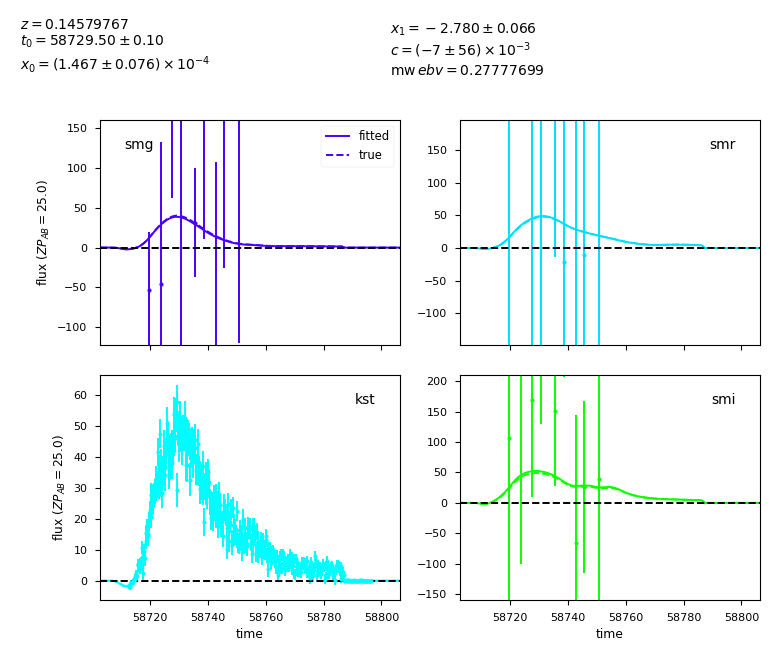 z = 0.14579767
t₀ = 58729.50 ± 0.10
x₀ = (1.467 ± 0.076) × 10⁻⁴
x₁ = −2.780 ± 0.066
c = (−7 ± 56) × 10⁻³
mw ebv = 0.27777699
smg
fitted
true
150
100
50
0
−50
−100
flux (ZP_AB = 25.0)
smr
150
100
50
0
−50
−100
kst
60
50
40
30
20
10
0
flux (ZP_AB = 25.0)
58720 58740 58760 58780 58800
time
smi
200
150
100
50
0
−50
−100
−150
58720 58740 58760 58780 58800
time